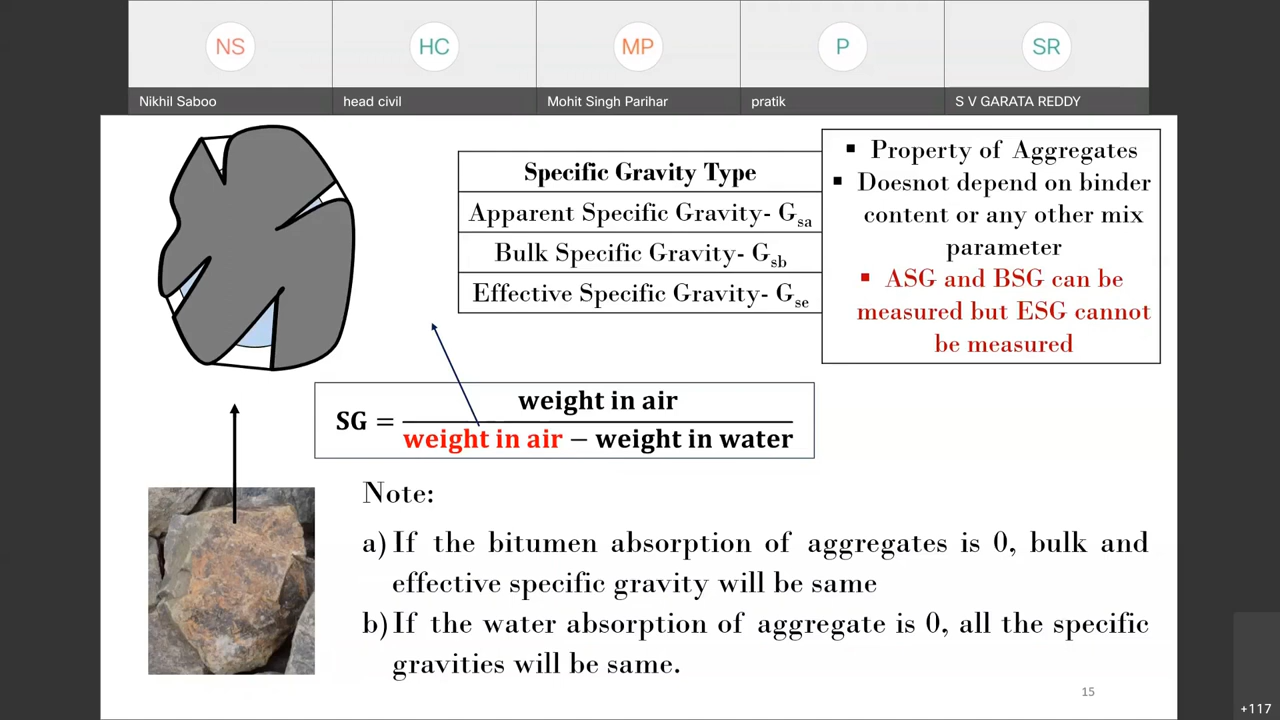 NS
HC
MP
P
SR
Nikhil Saboo
head civil
Mohit Singh Parihar
pratik
S V GARATA REDDY
Specific Gravity Type
Apparent Specific Gravity- Gsa
Bulk Specific Gravity- Gsb
Effective Specific Gravity- Gse
▪ Property of Aggregates
▪ Doesnot depend on binder
content or any other mix
parameter
▪ ASG and BSG can be
measured but ESG cannot
be measured
weight in air
SG =
weight in air − weight in water
Note:
a) If the bitumen absorption of aggregates is 0, bulk and
effective specific gravity will be same
b) If the water absorption of aggregate is 0, all the specific
gravities will be same.
15
+117